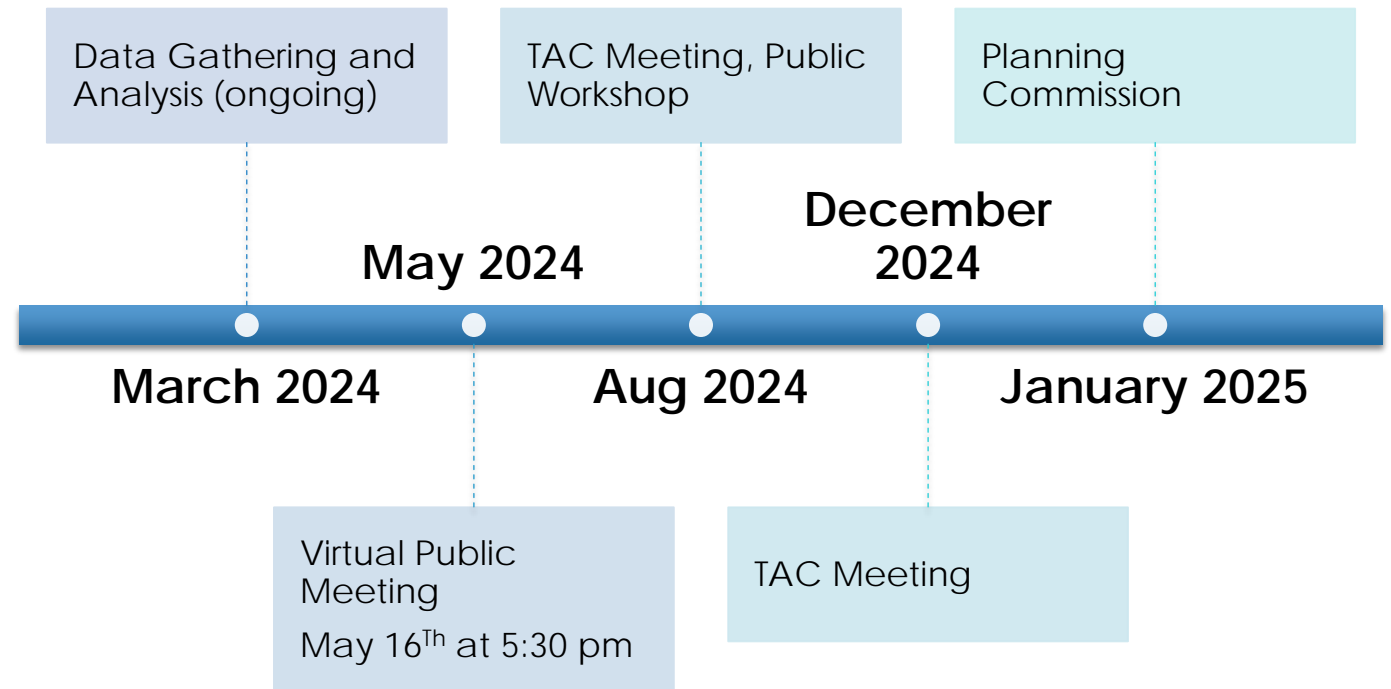 Data Gathering and
Analysis (ongoing)
TAC Meeting, Public
Workshop
Planning
Commission
May 2024
December
2024
March 2024
Aug 2024
January 2025
Virtual Public
Meeting
May 16Th at 5:30 pm
TAC Meeting